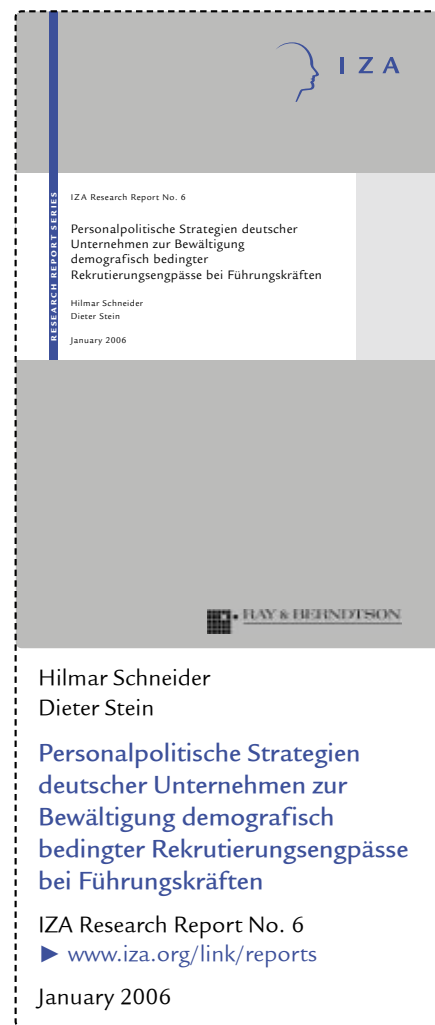 IZA
RESEARCH REPORT SERIES
IZA Research Report No. 6
Personalpolitische Strategien deutscher
Unternehmen zur Bewältigung
demografisch bedingter
Rekrutierungsengpässe bei Führungskräften
Hilmar Schneider
Dieter Stein
January 2006
RAY & BERNDTSON
Hilmar Schneider
Dieter Stein
Personalpolitische Strategien
deutscher Unternehmen zur
Bewältigung demografisch
bedingter Rekrutierungsengpässe
bei Führungskräften
IZA Research Report No. 6
► www.iza.org/link/reports
January 2006